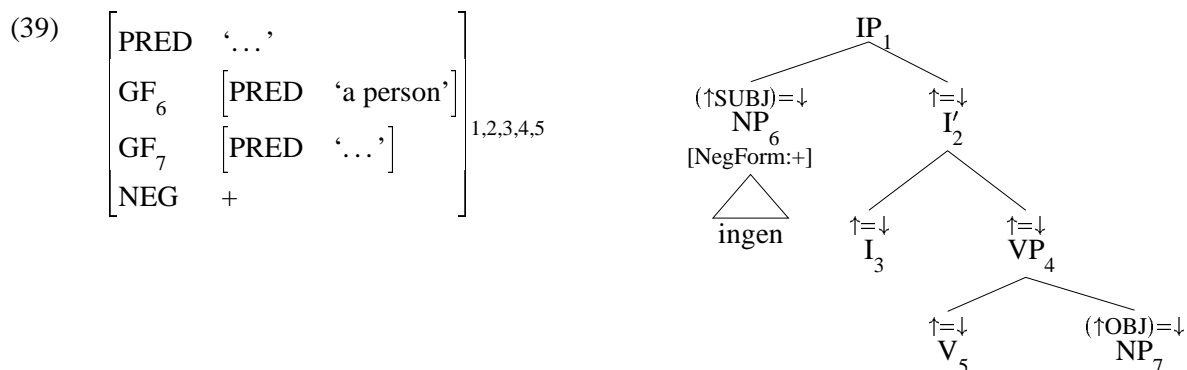 (39)
PRED ‘…’
GF6 [PRED ‘a person’]
GF7 [PRED ‘…’]
NEG +
1,2,3,4,5
IP1
(↑SUBJ)=↓ ↑=↓
NP6 I′2
[NegForm:+]
ingen
↑=↓ ↑=↓
I3 VP4
↑=↓ (↑OBJ)=↓
V5 NP7